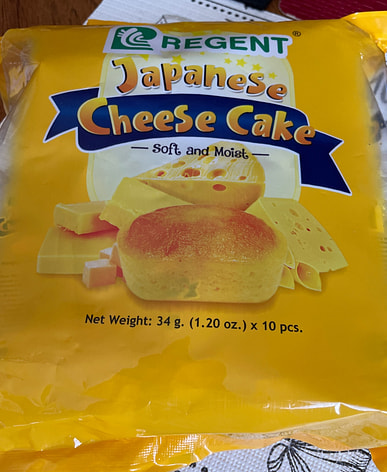 REGENT®
Japanese
Cheese Cake
Soft and Moist
Net Weight: 34 g. (1.20 oz.) x 10 pcs.